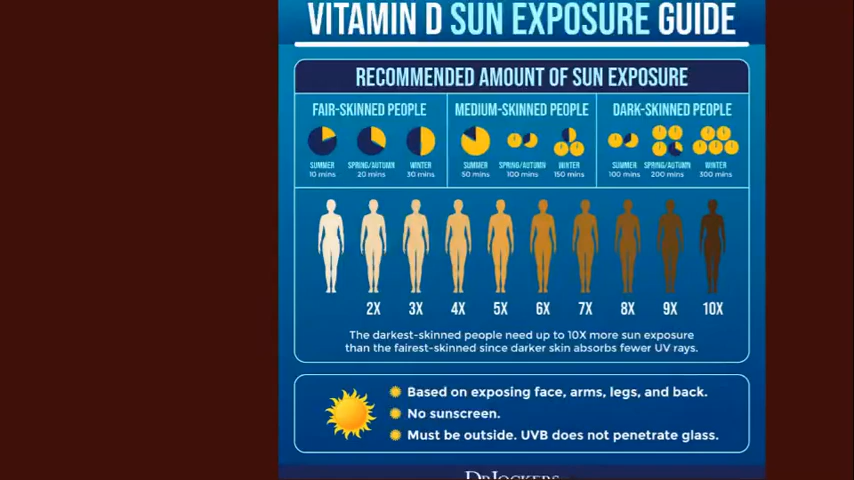 VITAMIN D SUN EXPOSURE GUIDE
RECOMMENDED AMOUNT OF SUN EXPOSURE
FAIR-SKINNED PEOPLE
SUMMER
10 mins
SPRING/AUTUMN
20 mins
WINTER
30 mins
MEDIUM-SKINNED PEOPLE
SUMMER
50 mins
SPRING/AUTUMN
100 mins
WINTER
150 mins
DARK-SKINNED PEOPLE
SUMMER
100 mins
SPRING/AUTUMN
200 mins
WINTER
300 mins
2X 3X 4X 5X 6X 7X 8X 9X 10X
The darkest-skinned people need up to 10X more sun exposure
than the fairest-skinned since darker skin absorbs fewer UV rays.
Based on exposing face, arms, legs, and back.
No sunscreen.
Must be outside. UVB does not penetrate glass.
DRJOCKERS